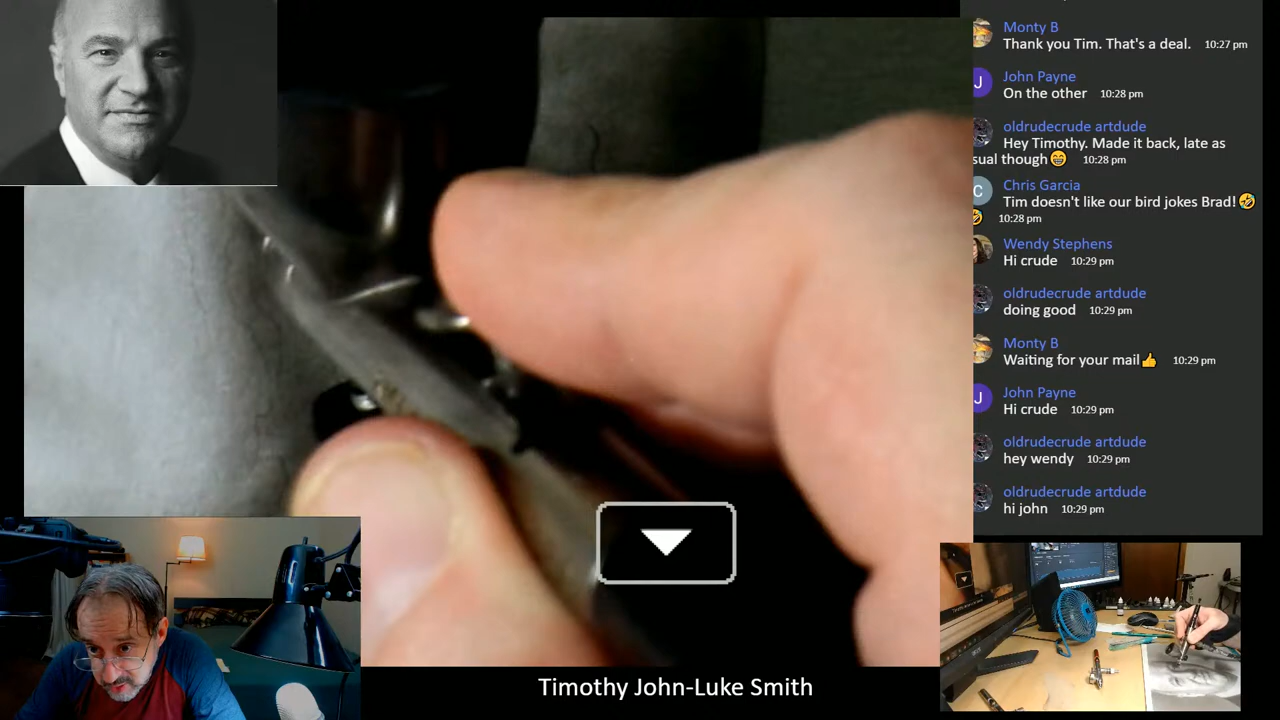 Monty B
Thank you Tim. That's a deal. 10:27 pm
J
John Payne
On the other 10:28 pm
oldrudecrude artdude
Hey Timothy. Made it back, late as
sual though 😁 10:28 pm
C
Chris Garcia
Tim doesn't like our bird jokes Brad! 🤣
🤣 10:28 pm
Wendy Stephens
Hi crude 10:29 pm
oldrudecrude artdude
doing good 10:29 pm
Monty B
Waiting for your mail 👍 10:29 pm
J
John Payne
Hi crude 10:29 pm
oldrudecrude artdude
hey wendy 10:29 pm
oldrudecrude artdude
hi john 10:29 pm
Timothy John-Luke Smith